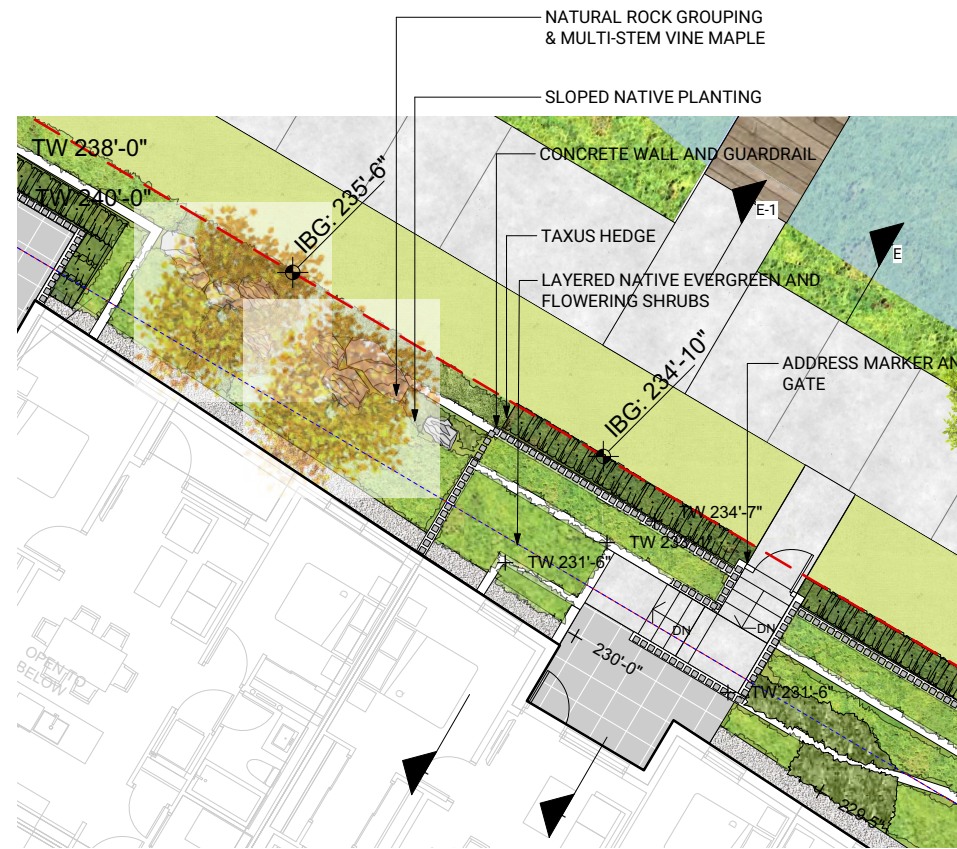 NATURAL ROCK GROUPING
& MULTI-STEM VINE MAPLE
SLOPED NATIVE PLANTING
TW 238'-0"
CONCRETE WALL AND GUARDRAIL
TW 240'-0"
IBG: 235'-6"
E-1
TAXUS HEDGE
E
LAYERED NATIVE EVERGREEN AND
FLOWERING SHRUBS
IBG: 234'-10"
ADDRESS MARKER AN
GATE
TW 234'-7"
TW
TW 231'-6"
DN
DN
OPEN TO
BELOW
230'-0"
TW 231'-6"